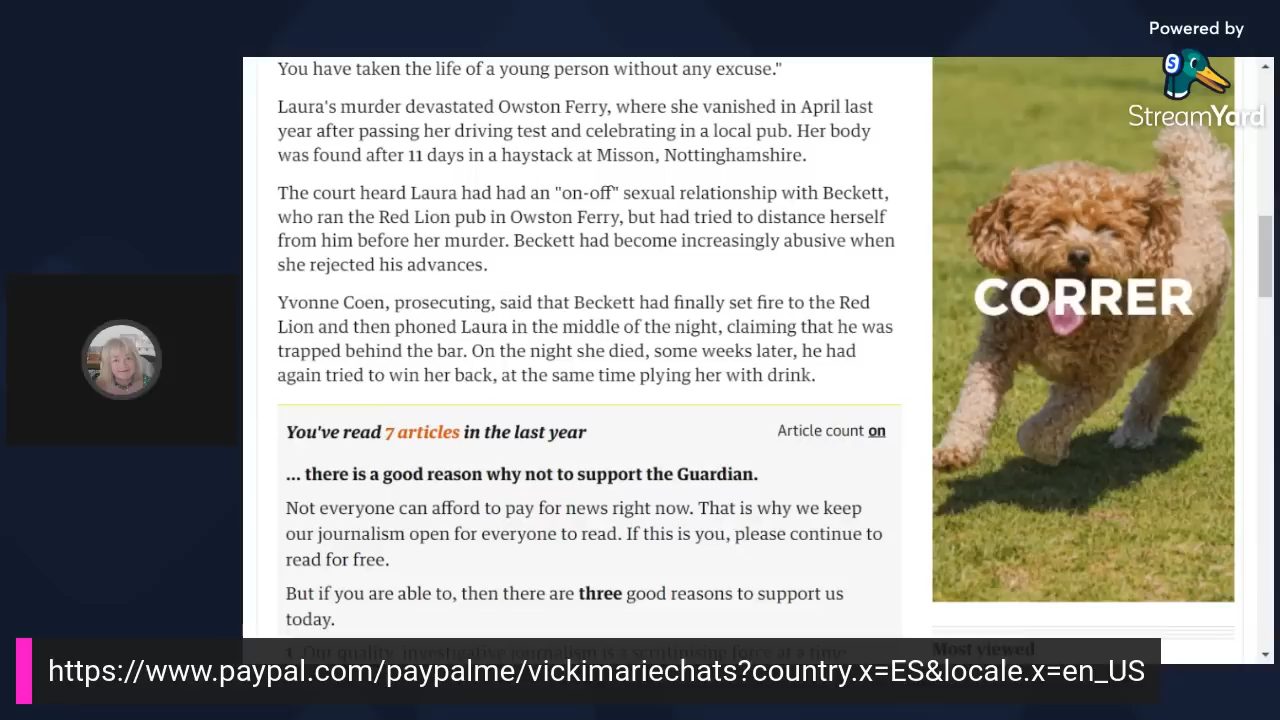 Powered by
StreamYard
You have taken the life of a young person without any excuse."
Laura's murder devastated Owston Ferry, where she vanished in April last
year after passing her driving test and celebrating in a local pub. Her body
was found after 11 days in a haystack at Misson, Nottinghamshire.
The court heard Laura had had an "on-off" sexual relationship with Beckett,
who ran the Red Lion pub in Owston Ferry, but had tried to distance herself
from him before her murder. Beckett had become increasingly abusive when
she rejected his advances.
Yvonne Coen, prosecuting, said that Beckett had finally set fire to the Red
Lion and then phoned Laura in the middle of the night, claiming that he was
trapped behind the bar. On the night she died, some weeks later, he had
again tried to win her back, at the same time plying her with drink.
CORRER
You've read 7 articles in the last year
Article count on
... there is a good reason why not to support the Guardian.
Not everyone can afford to pay for news right now. That is why we keep
our journalism open for everyone to read. If this is you, please continue to
read for free.
But if you are able to, then there are three good reasons to support us
today.
1. Our quality, investigative journalism is a scrutinising force at a time
Most viewed
https://www.paypal.com/paypalme/vickimariechats?country.x=ES&locale.x=en_US